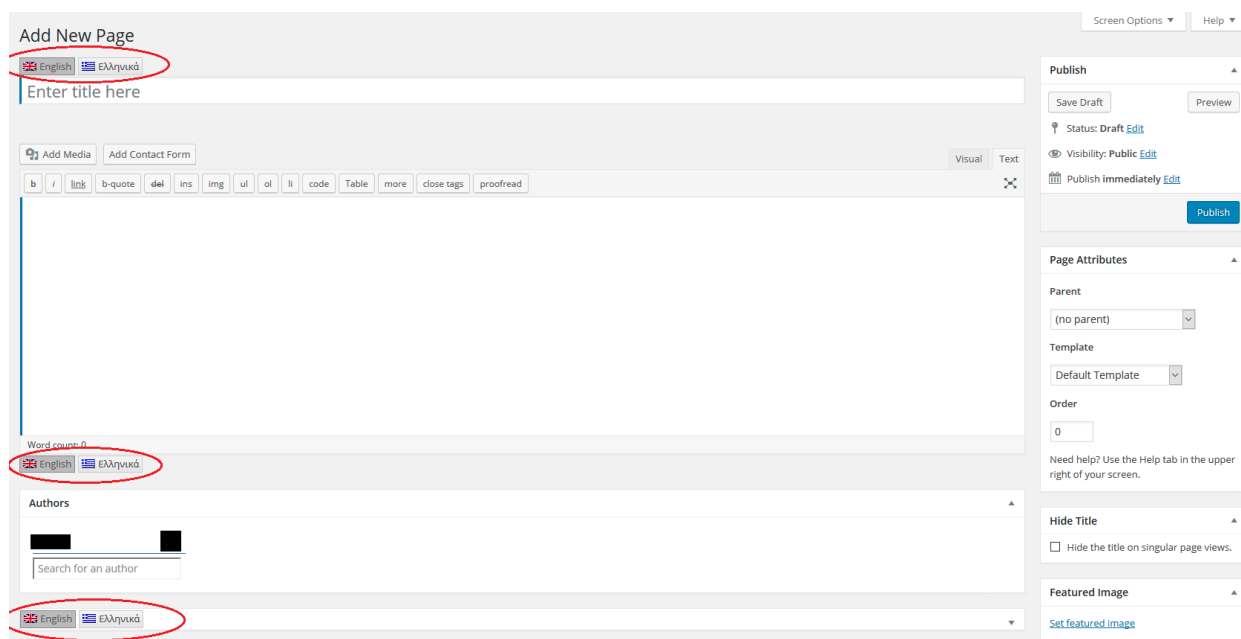 Screen Options ▼ Help ▼
Add New Page
English Ελληνικά
Enter title here
Add Media Add Contact Form
Visual Text
b i link b-quote del ins img ul ol li code Table more close tags proofread
Word count: 0
English Ελληνικά
Authors
Search for an author
English Ελληνικά
Publish
Save Draft Preview
Status: Draft Edit
Visibility: Public Edit
Publish immediately Edit
Publish
Page Attributes
Parent
(no parent)
Template
Default Template
Order
0
Need help? Use the Help tab in the upper
right of your screen.
Hide Title
Hide the title on singular page views.
Featured Image
Set featured image